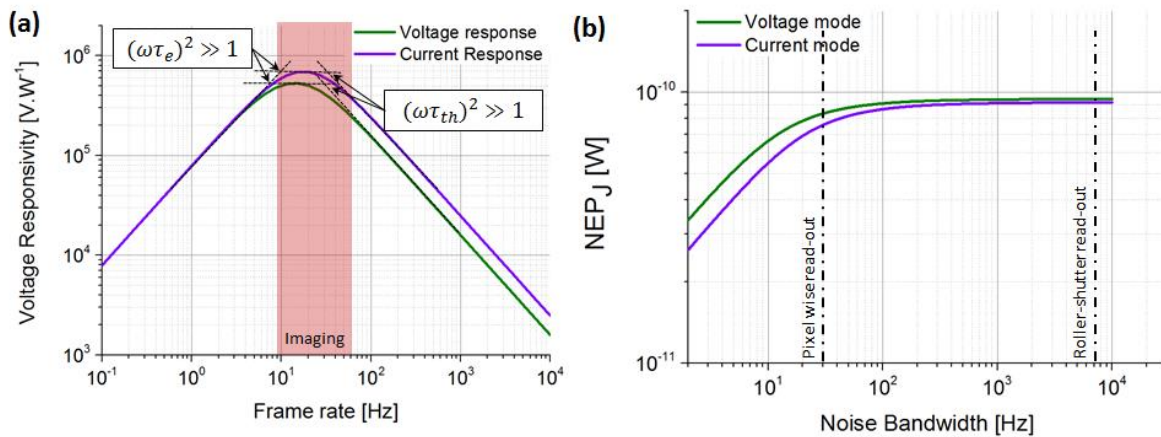 (a)
Voltage Responsivity [V.W⁻¹]
10⁶
10⁵
10⁴
10³
(ωτₑ)² ≫ 1
Voltage response
Current Response
(ωτₜₕ)² ≫ 1
Imaging
10⁻¹
10⁰
10¹
10²
10³
10⁴
Frame rate [Hz]
(b)
NEP_J [W]
10⁻¹⁰
10⁻¹¹
Voltage mode
Current mode
Pixel wise read-out
Roller-shutter read-out
10¹
10²
10³
10⁴
Noise Bandwidth [Hz]